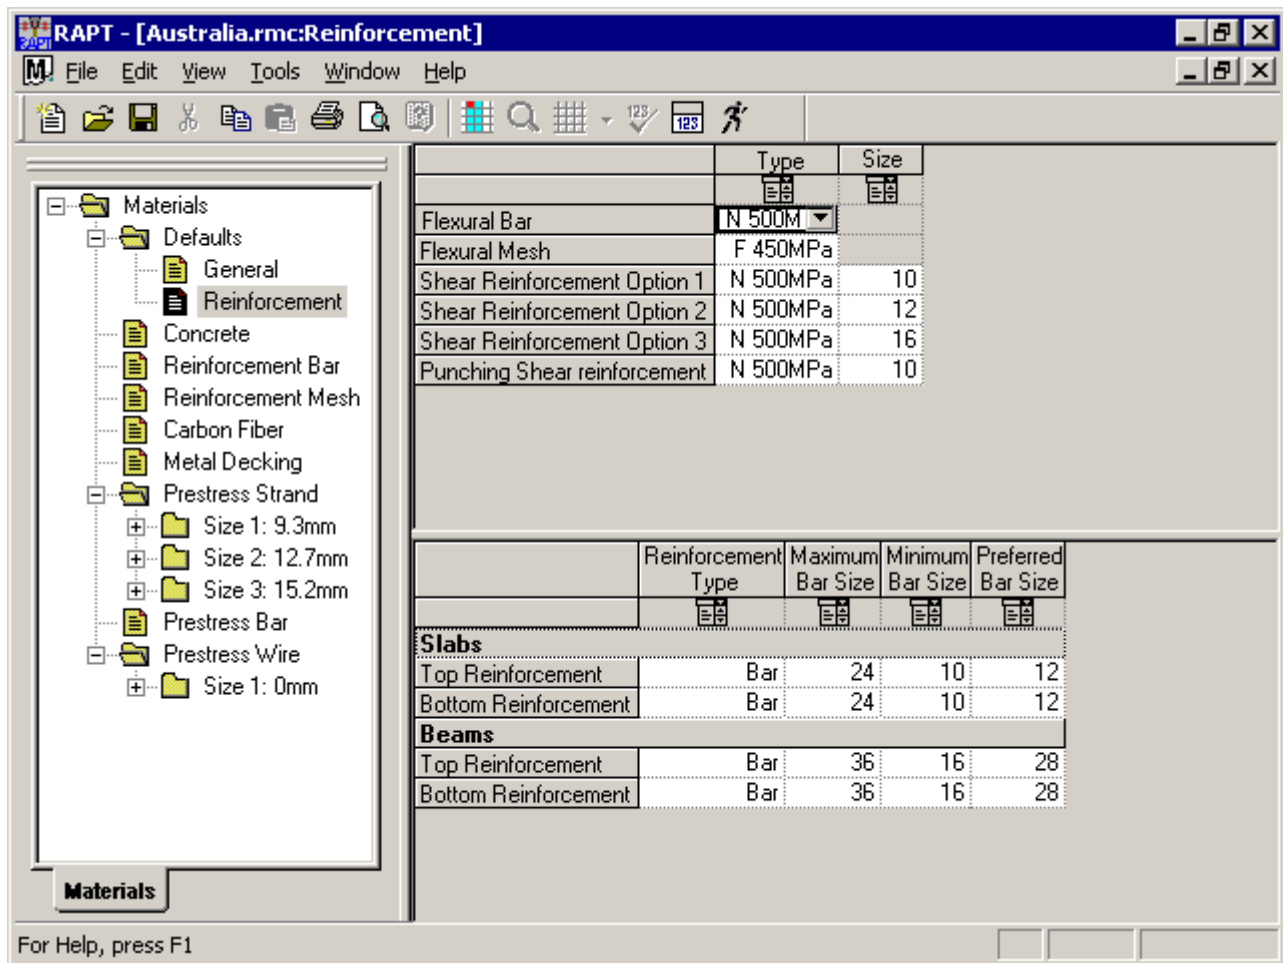 RAPT - [Australia.rmc:Reinforcement]
File Edit View Tools Window Help
Materials
Defaults
General
Reinforcement
Concrete
Reinforcement Bar
Reinforcement Mesh
Carbon Fiber
Metal Decking
Prestress Strand
Size 1: 9.3mm
Size 2: 12.7mm
Size 3: 15.2mm
Prestress Bar
Prestress Wire
Size 1: 0mm
Materials
Type Size
Flexural Bar N 500M
Flexural Mesh F 450MPa
Shear Reinforcement Option 1 N 500MPa 10
Shear Reinforcement Option 2 N 500MPa 12
Shear Reinforcement Option 3 N 500MPa 16
Punching Shear reinforcement N 500MPa 10
Reinforcement Maximum Minimum Preferred
Type Bar Size Bar Size Bar Size
Slabs
Top Reinforcement Bar 24 10 12
Bottom Reinforcement Bar 24 10 12
Beams
Top Reinforcement Bar 36 16 28
Bottom Reinforcement Bar 36 16 28
For Help, press F1